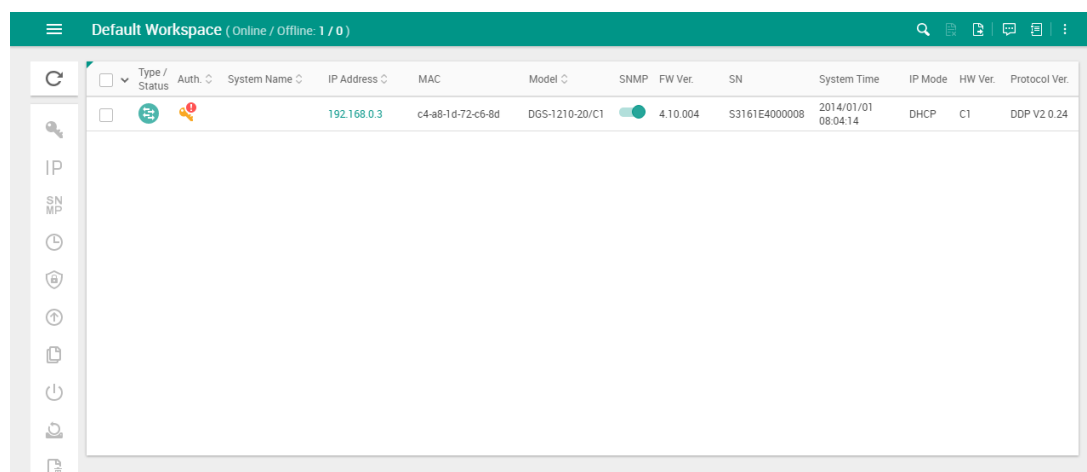 Default Workspace ( Online / Offline: 1 / 0 )
Type / Status Auth. System Name IP Address MAC Model SNMP FW Ver. SN System Time IP Mode HW Ver. Protocol Ver.
192.168.0.3 c4-a8-1d-72-c6-8d DGS-1210-20/C1 4.10.004 S3161E4000008 2014/01/01 08:04:14 DHCP C1 DDP V2.0.24
IP
SN
MP